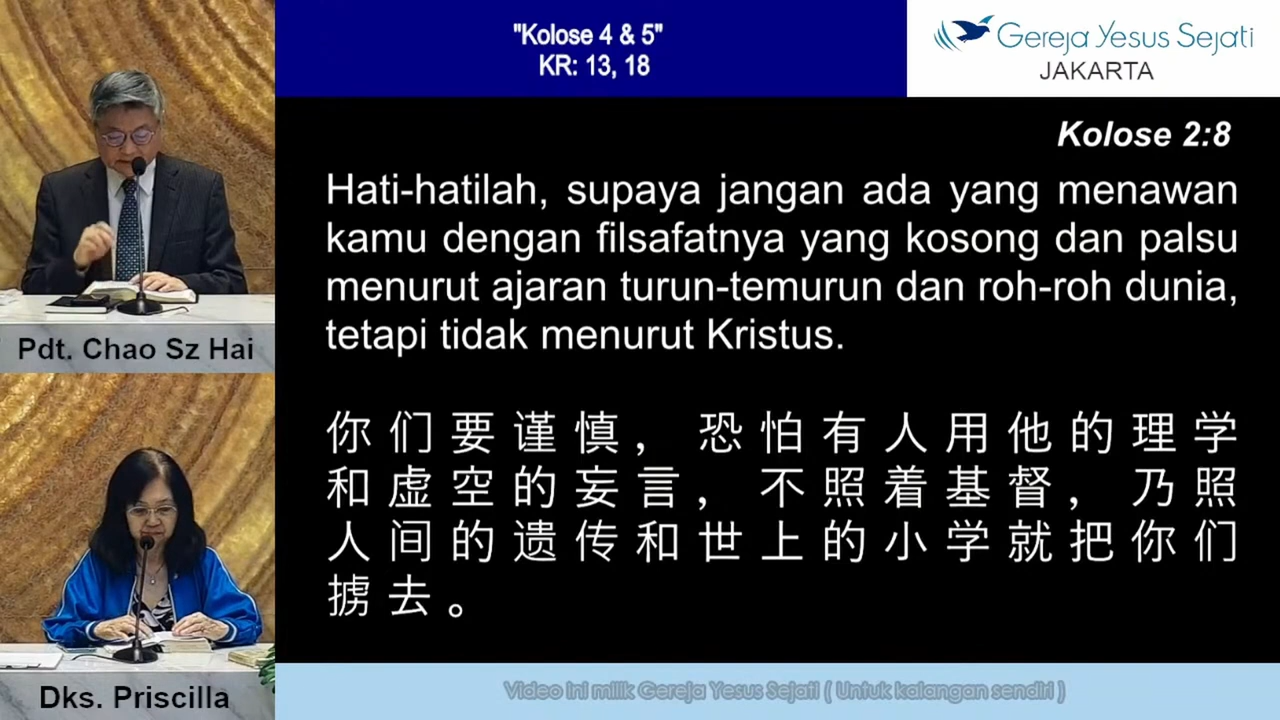 "Kolose 4 & 5"
KR: 13, 18
Gereja Yesus Sejati
JAKARTA
Kolose 2:8
Hati-hatilah, supaya jangan ada yang menawan
kamu dengan filsafatnya yang kosong dan palsu
menurut ajaran turun-temurun dan roh-roh dunia,
tetapi tidak menurut Kristus.
你们要谨慎，恐怕有人用他的理学
和虚空的妄言，不照着基督，乃照
人间的遗传和世上的小学就把你们
掳去。
Pdt. Chao Sz Hai
Dks. Priscilla
Video ini milik Gereja Yesus Sejati ( Untuk kalangan sendiri )